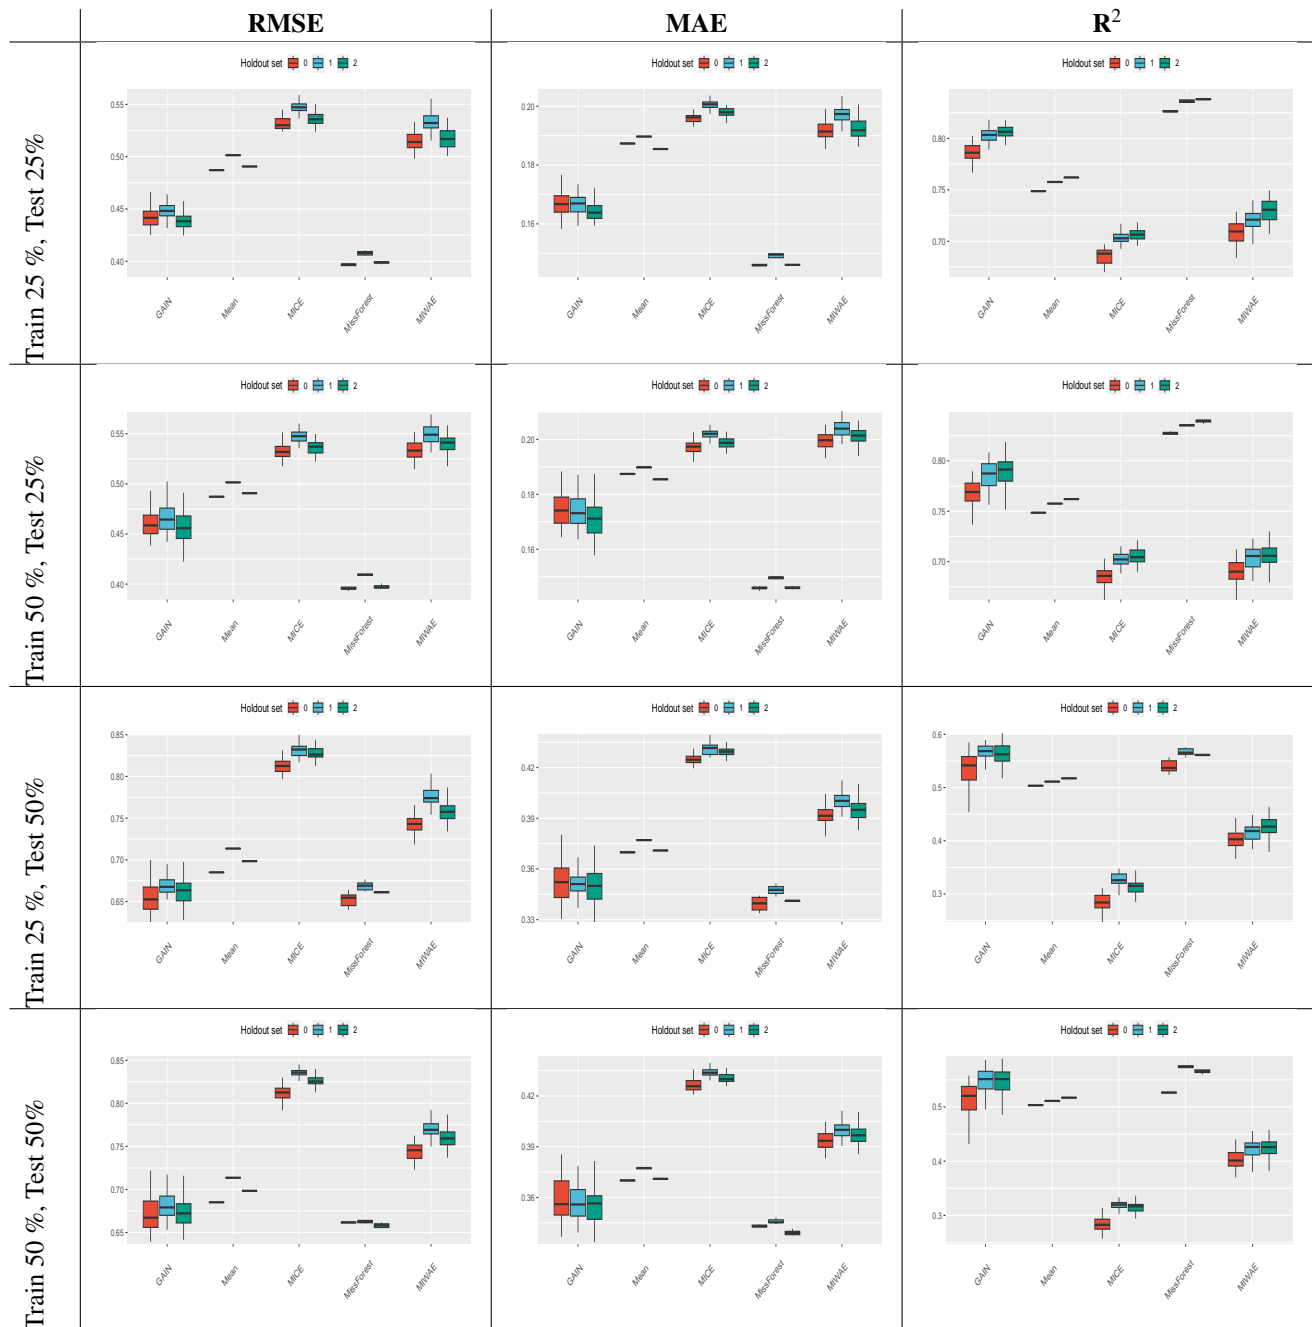 RMSE MAE R²
Train 25 %, Test 25%
Holdout set 0 1 2
0.55
0.50
0.45
0.40
GAIN Mean MICE MissForest MIWAE
Holdout set 0 1 2
0.20
0.18
0.16
GAIN Mean MICE MissForest MIWAE
Holdout set 0 1 2
0.80
0.75
0.70
GAIN Mean MICE MissForest MIWAE
Train 50 %, Test 25%
Holdout set 0 1 2
0.55
0.50
0.45
0.40
GAIN Mean MICE MissForest MIWAE
Holdout set 0 1 2
0.20
0.18
0.16
GAIN Mean MICE MissForest MIWAE
Holdout set 0 1 2
0.80
0.75
0.70
GAIN Mean MICE MissForest MIWAE
Train 25 %, Test 50%
Holdout set 0 1 2
0.85
0.80
0.75
0.70
0.65
GAIN Mean MICE MissForest MIWAE
Holdout set 0 1 2
0.42
0.39
0.36
0.33
GAIN Mean MICE MissForest MIWAE
Holdout set 0 1 2
0.6
0.5
0.4
0.3
GAIN Mean MICE MissForest MIWAE
Train 50 %, Test 50%
Holdout set 0 1 2
0.85
0.80
0.75
0.70
0.65
GAIN Mean MICE MissForest MIWAE
Holdout set 0 1 2
0.42
0.39
0.36
GAIN Mean MICE MissForest MIWAE
Holdout set 0 1 2
0.5
0.4
0.3
GAIN Mean MICE MissForest MIWAE